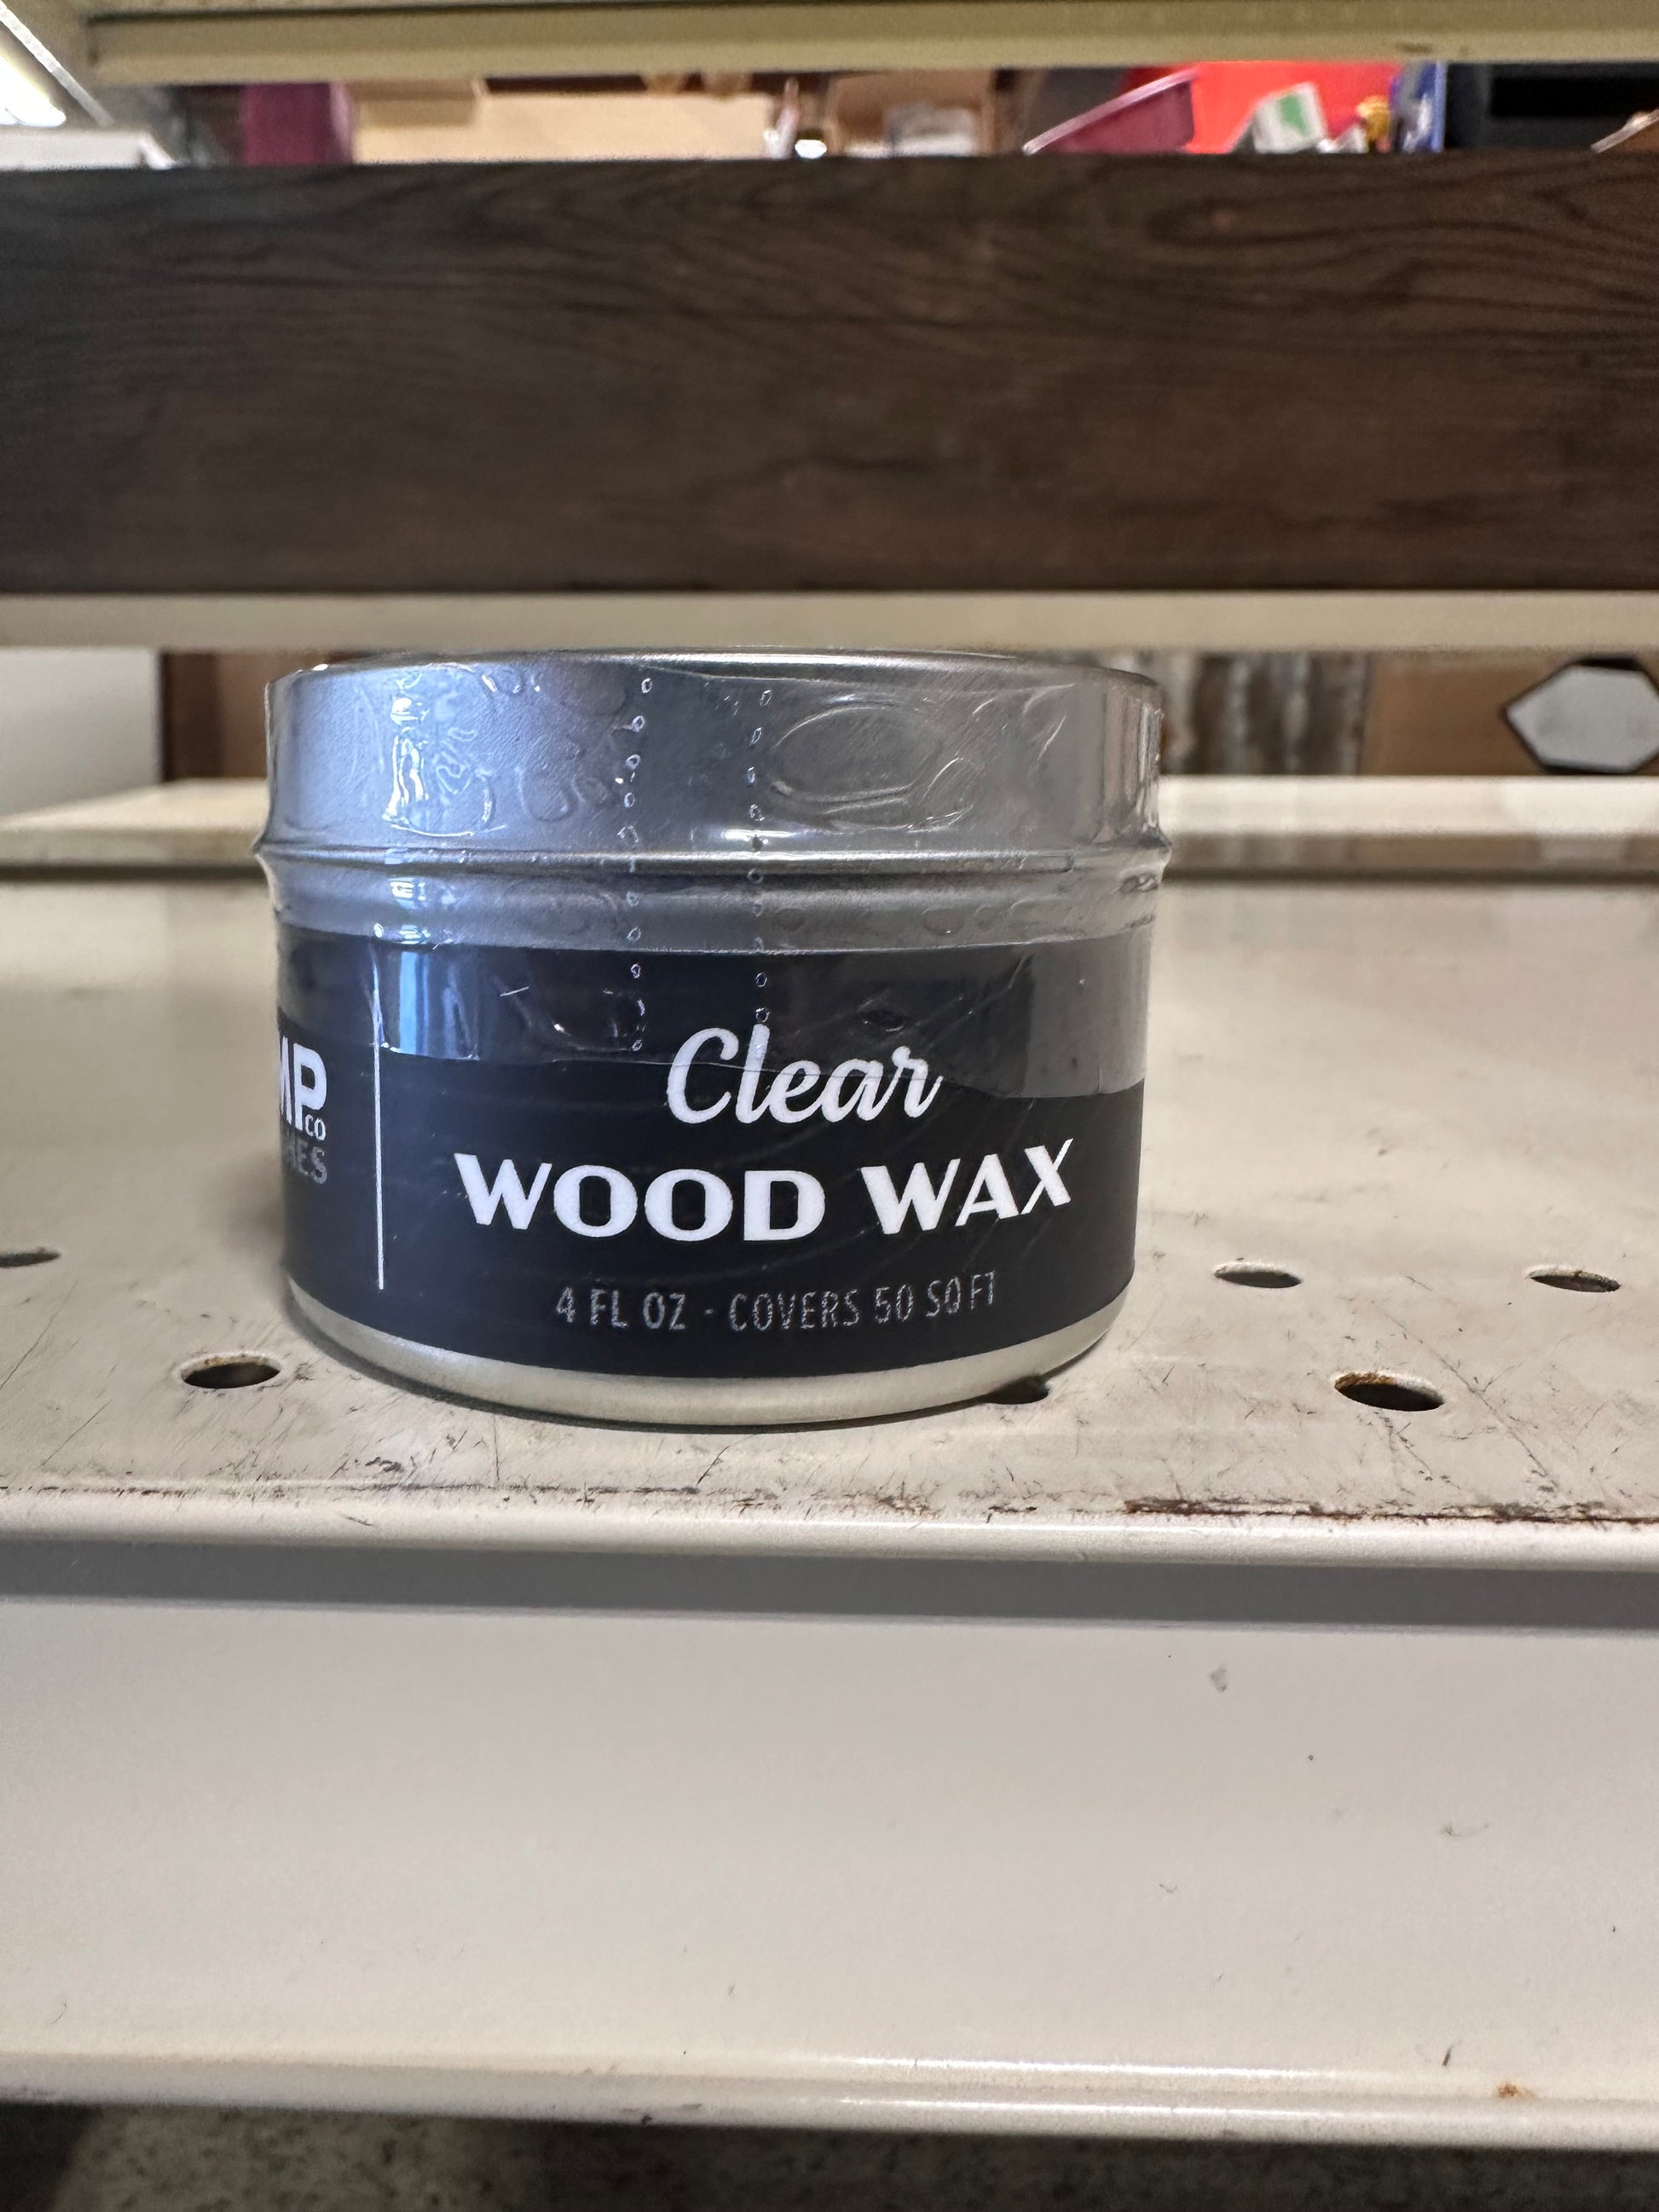 MP
CO
HES
Clear
WOOD WAX
4 FL OZ - COVERS 50 SQ FT